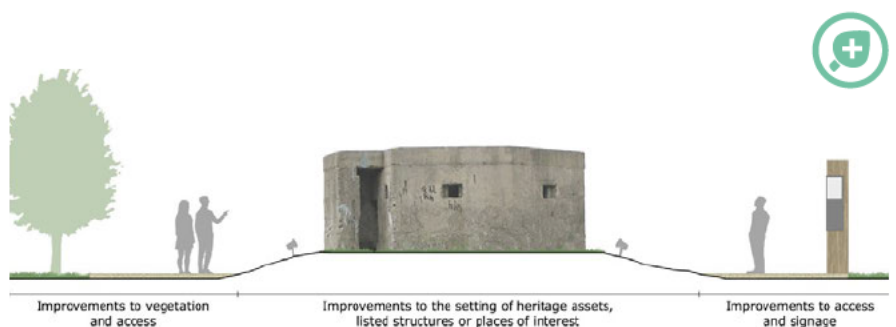 Improvements to vegetation
and access
Improvements to the setting of heritage assets,
listed structures or places of interest
Improvements to access
and signage